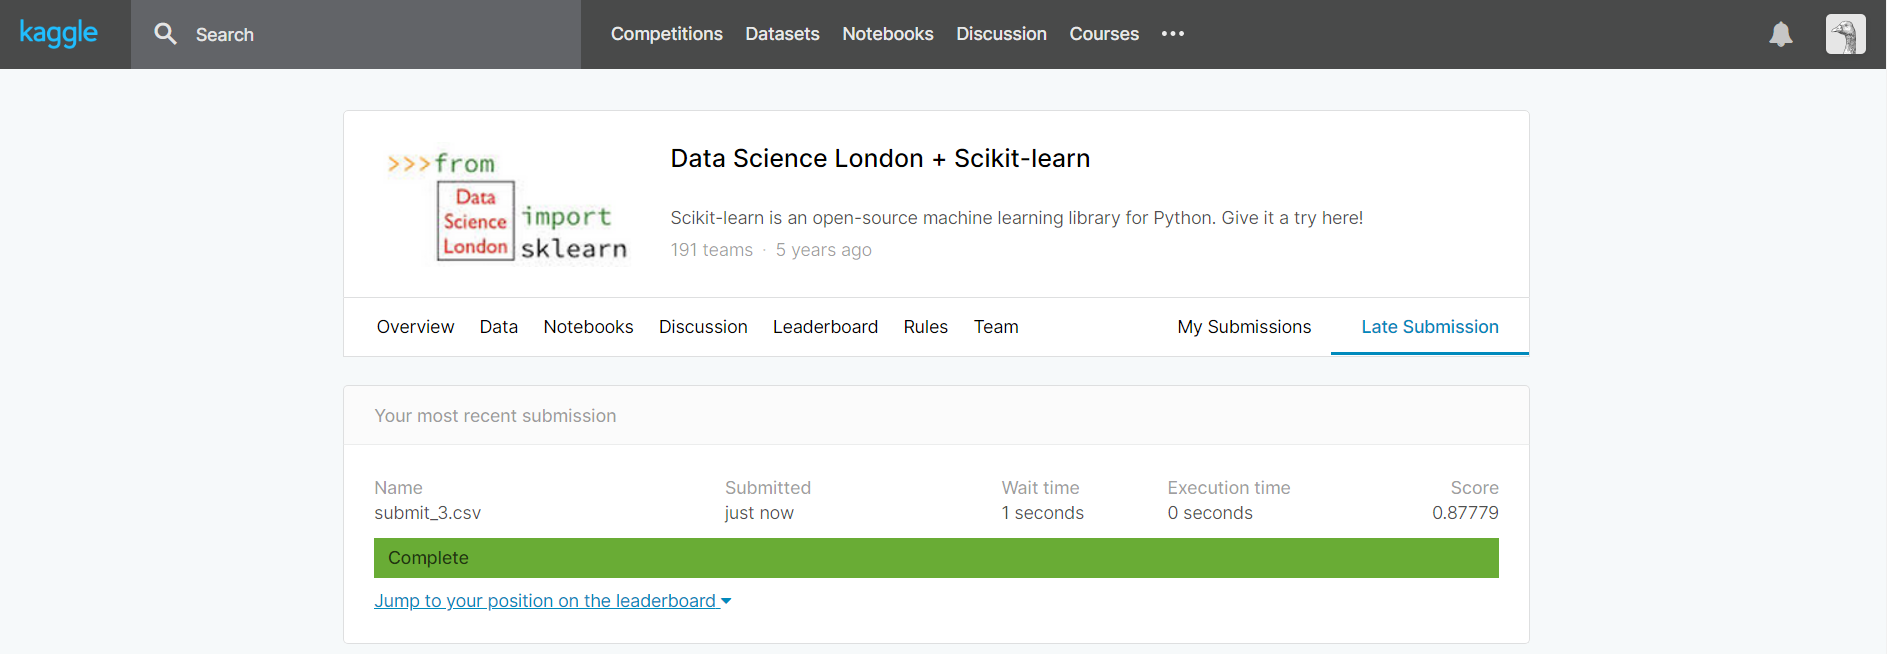 kaggle Search Competitions Datasets Notebooks Discussion Courses •••
>>>from
Data
Science
London
import
sklearn
Data Science London + Scikit-learn
Scikit-learn is an open-source machine learning library for Python. Give it a try here!
191 teams · 5 years ago
Overview Data Notebooks Discussion Leaderboard Rules Team My Submissions Late Submission
Your most recent submission
Name Submitted Wait time Execution time Score
submit_3.csv just now 1 seconds 0 seconds 0.87779
Complete
Jump to your position on the leaderboard